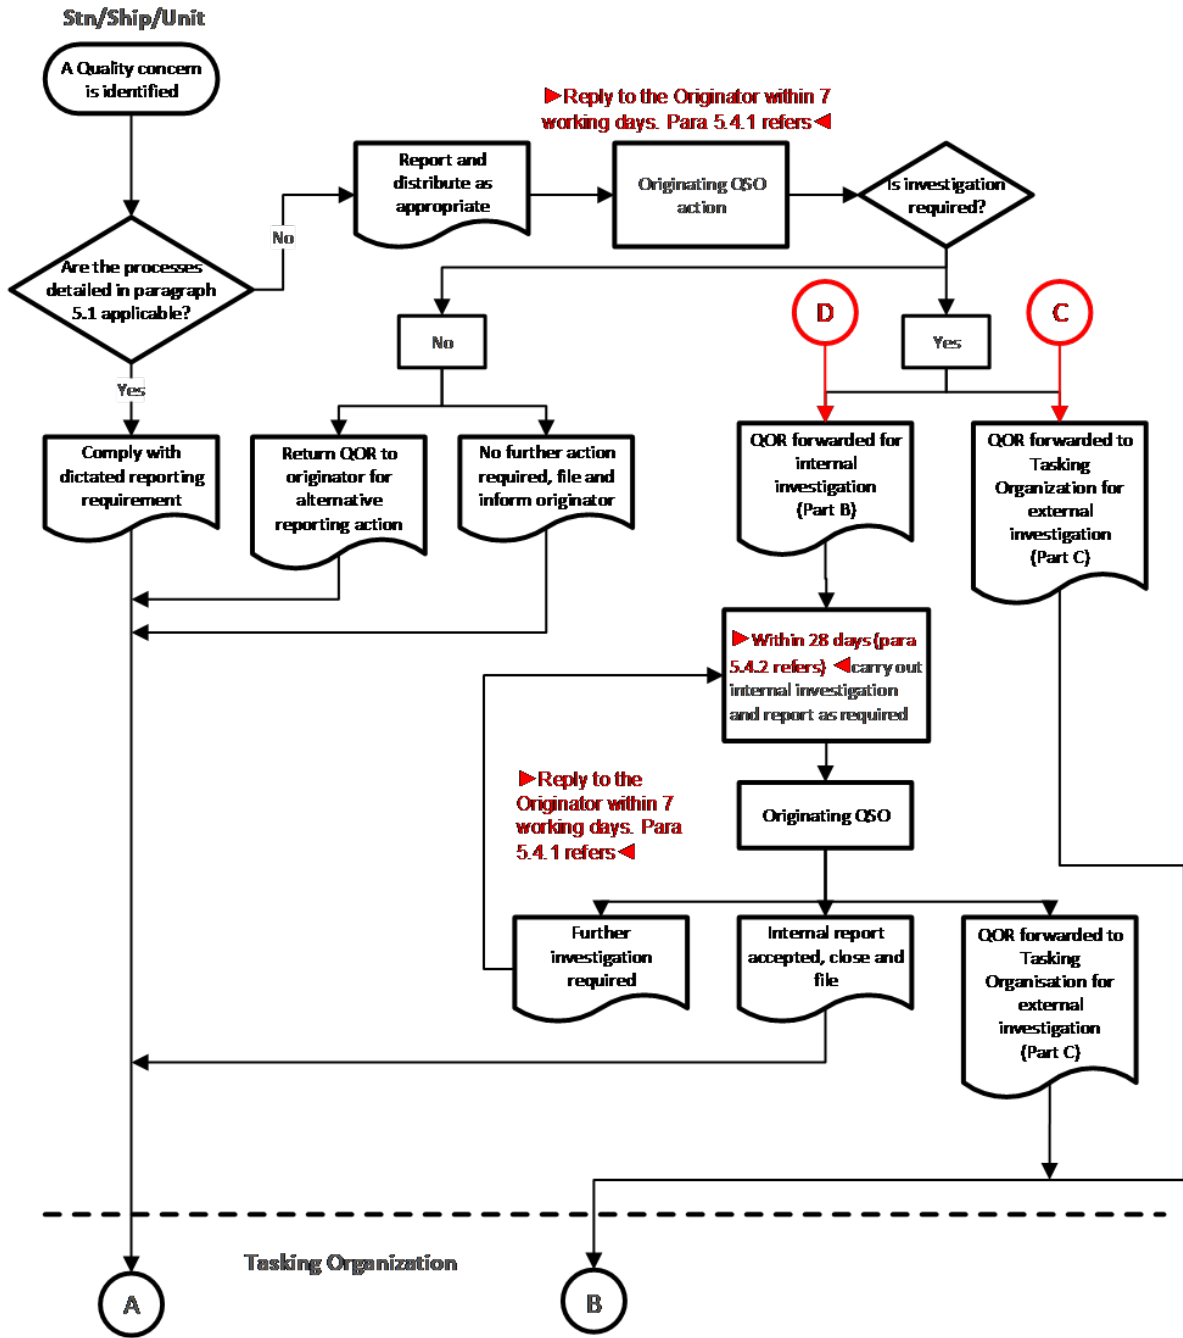 Stn/Ship/Unit
A Quality concern
is identified
▶Reply to the Originator within 7
working days. Para 5.4.1 refers◀
Report and
distribute as
appropriate
Originating QSO
action
Is investigation
required?
No
Are the processes
detailed in paragraph
5.1 applicable?
D
C
No
Yes
Yes
Comply with
dictated reporting
requirement
Return QOR to
originator for
alternative
reporting action
No further action
required, file and
inform originator
QOR forwarded for
internal
investigation
(Part B)
QOR forwarded to
Tasking
Organization for
external
investigation
(Part C)
▶Within 28 days (para
5.4.2 refers) ◀carry out
internal investigation
and report as required
▶Reply to the
Originator within 7
working days. Para
5.4.1 refers◀
Originating QSO
Further
investigation
required
Internal report
accepted, close and
file
QOR forwarded to
Tasking
Organisation for
external
investigation
(Part C)
Tasking Organization
A
B